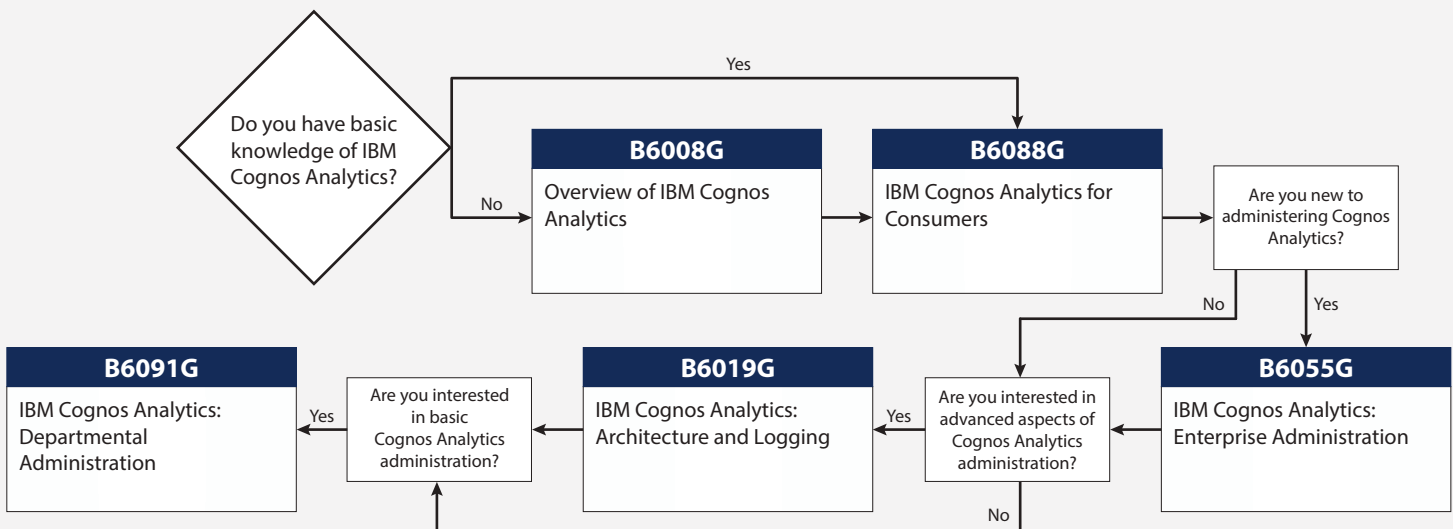 Yes
Do you have basic
knowledge of IBM
Cognos Analytics?
No
B6008G
Overview of IBM Cognos
Analytics
B6088G
IBM Cognos Analytics for
Consumers
Are you new to
administering Cognos
Analytics?
No
Yes
B6091G
IBM Cognos Analytics:
Departmental
Administration
Yes
Are you interested
in basic
Cognos Analytics
administration?
B6019G
IBM Cognos Analytics:
Architecture and Logging
Yes
Are you interested in
advanced aspects of
Cognos Analytics
administration?
B6055G
IBM Cognos Analytics:
Enterprise Administration
No